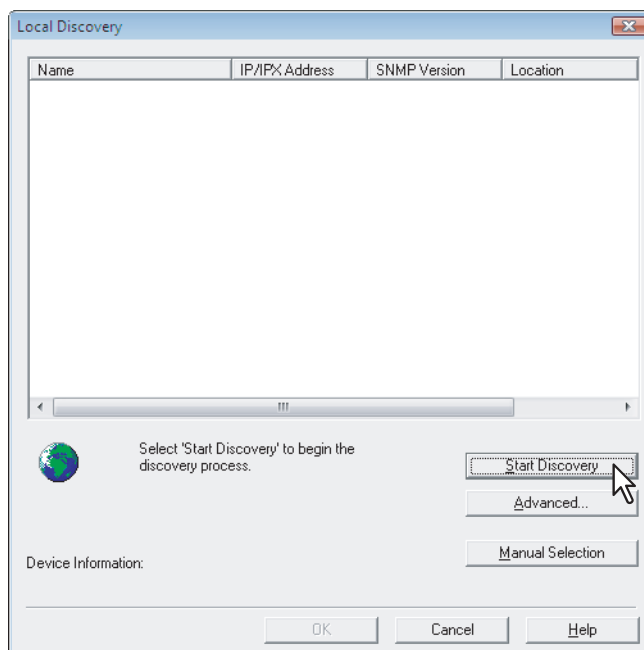 Local Discovery
Name IP/IPX Address SNMP Version Location
Select 'Start Discovery' to begin the
discovery process.
Start Discovery
Advanced...
Manual Selection
Device Information:
OK Cancel Help